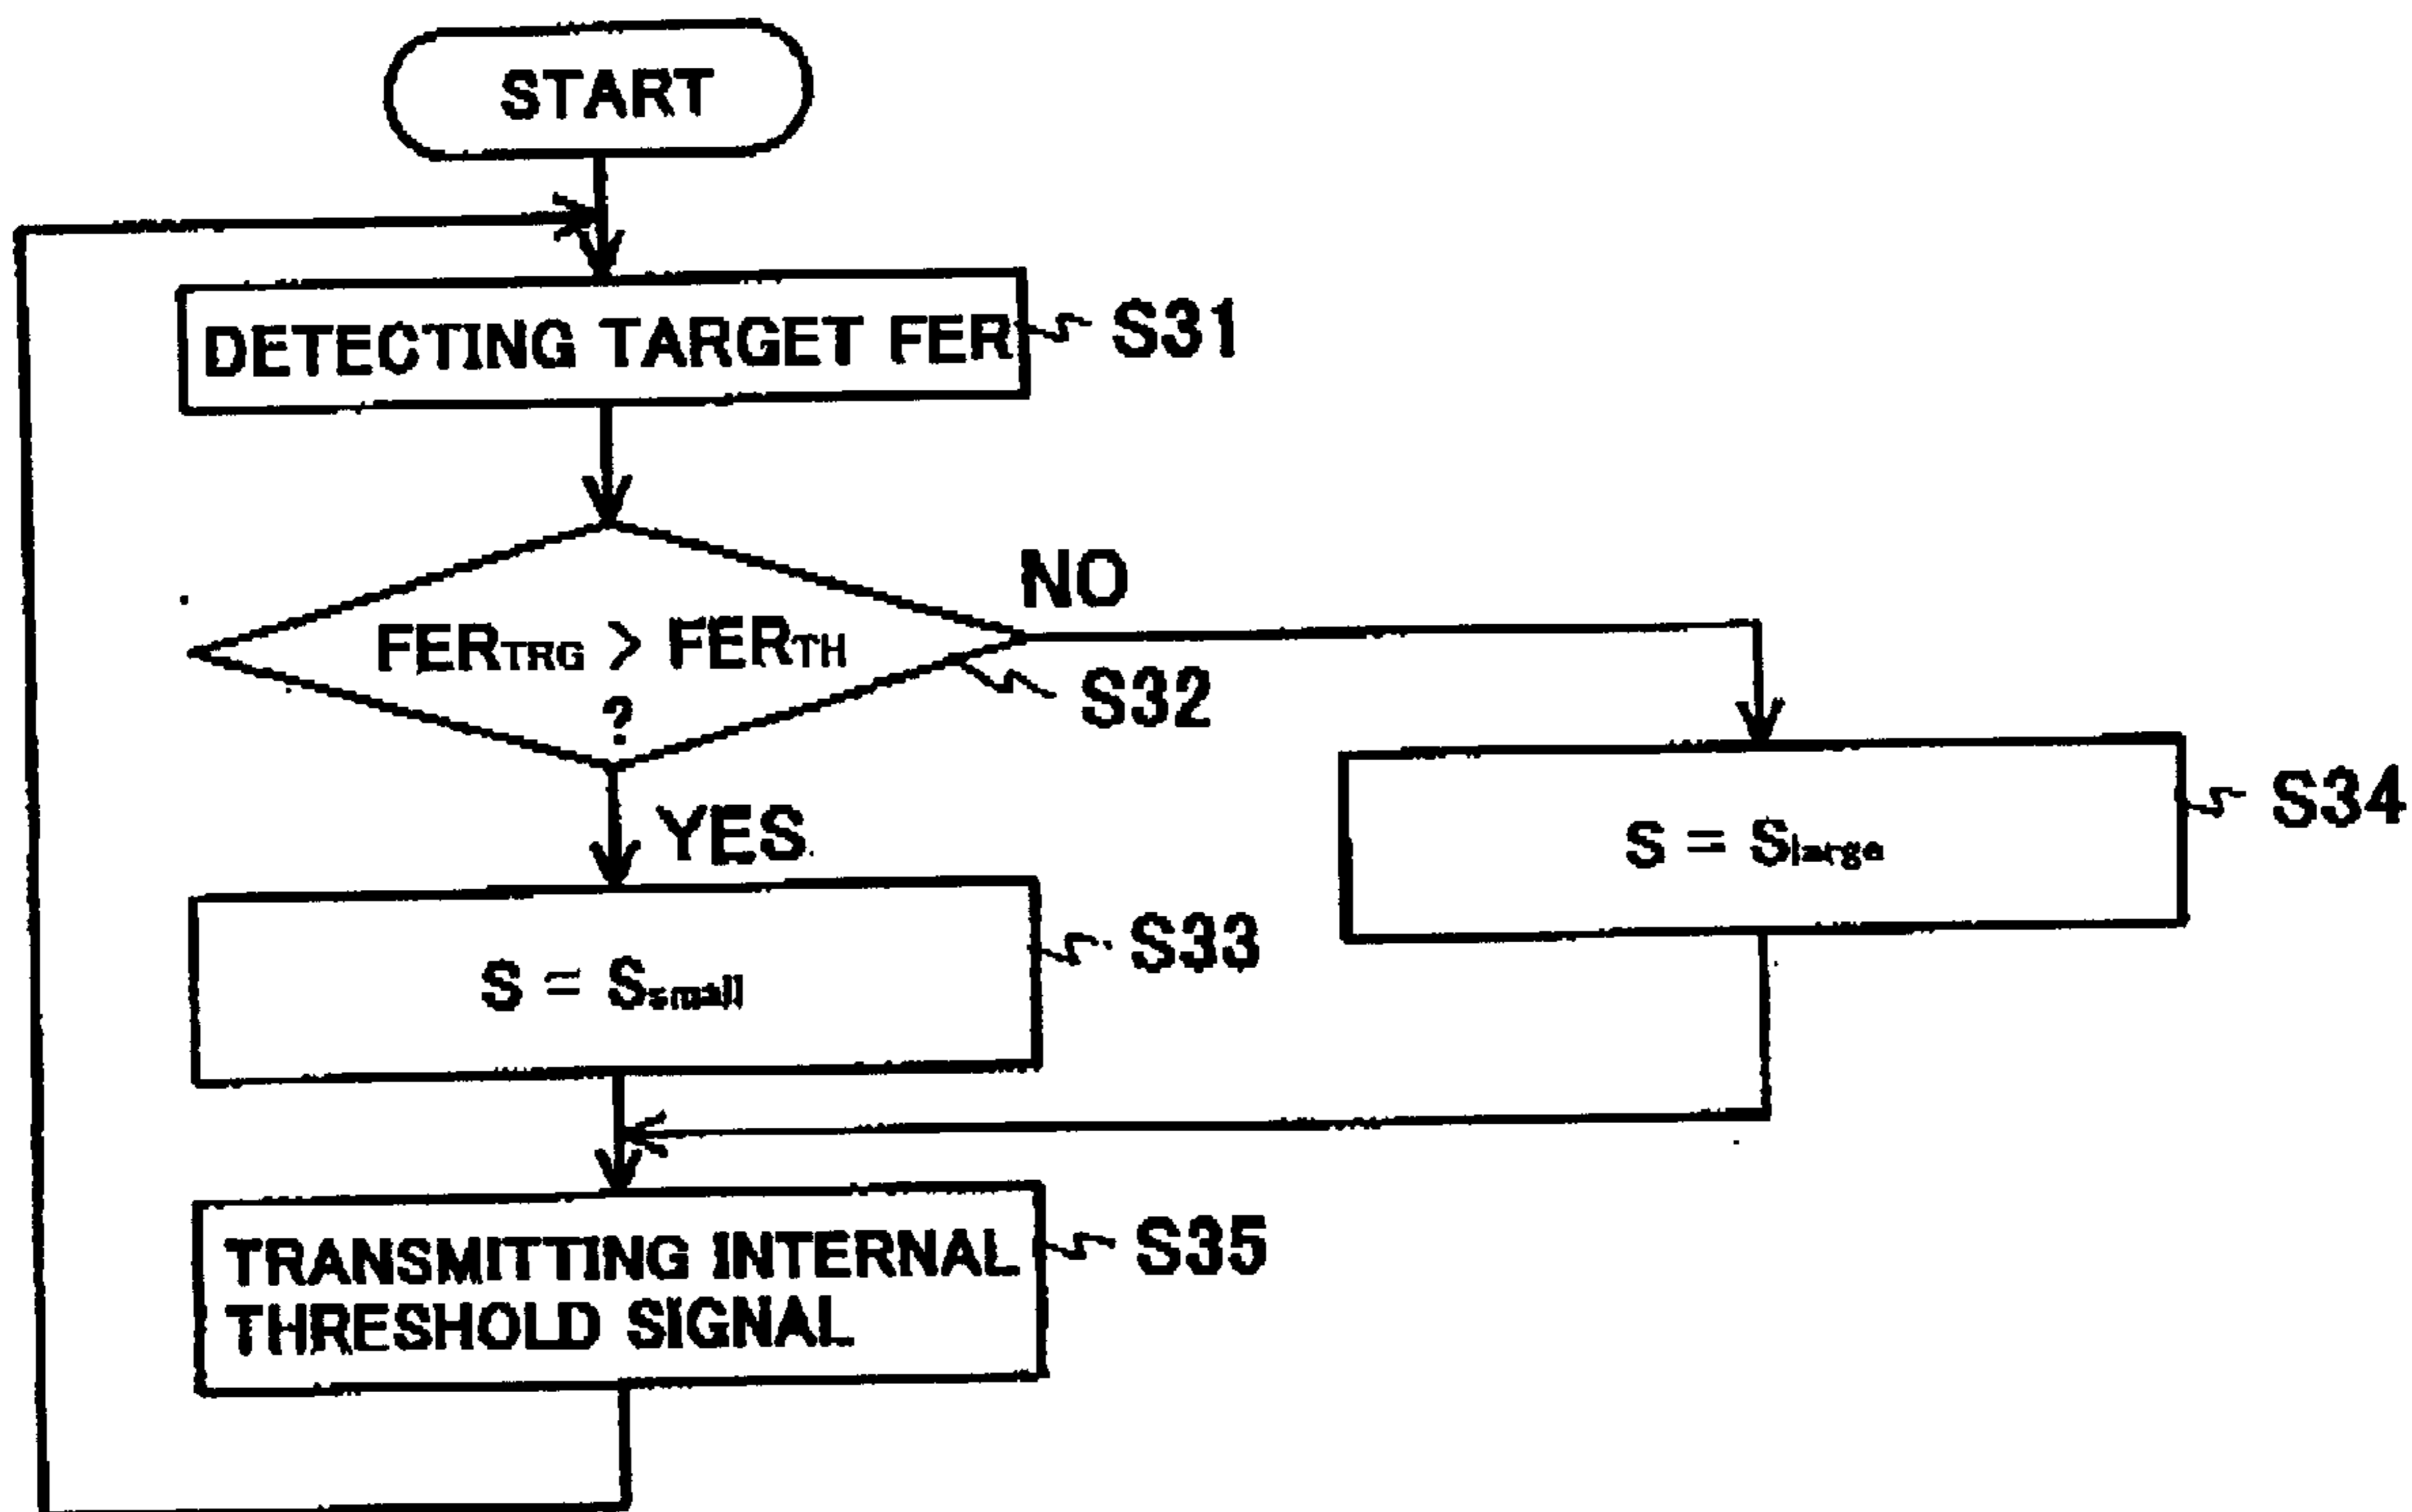 START
DETECTING TARGET FER
S31
NO
FERTRG > FERTH
?
S32
YES
S34
S = Slarge
S33
S = Ssmall
S35
TRANSMITTING INTERNAL
THRESHOLD SIGNAL